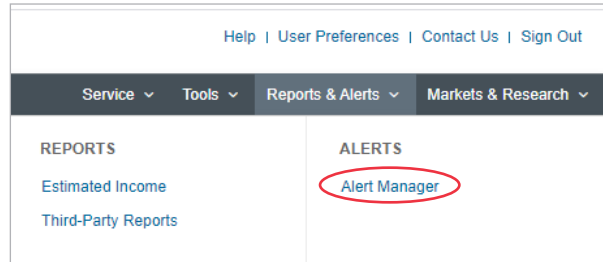 Help | User Preferences | Contact Us | Sign Out
Service Tools Reports & Alerts Markets & Research
REPORTS
Estimated Income
Third-Party Reports
ALERTS
Alert Manager